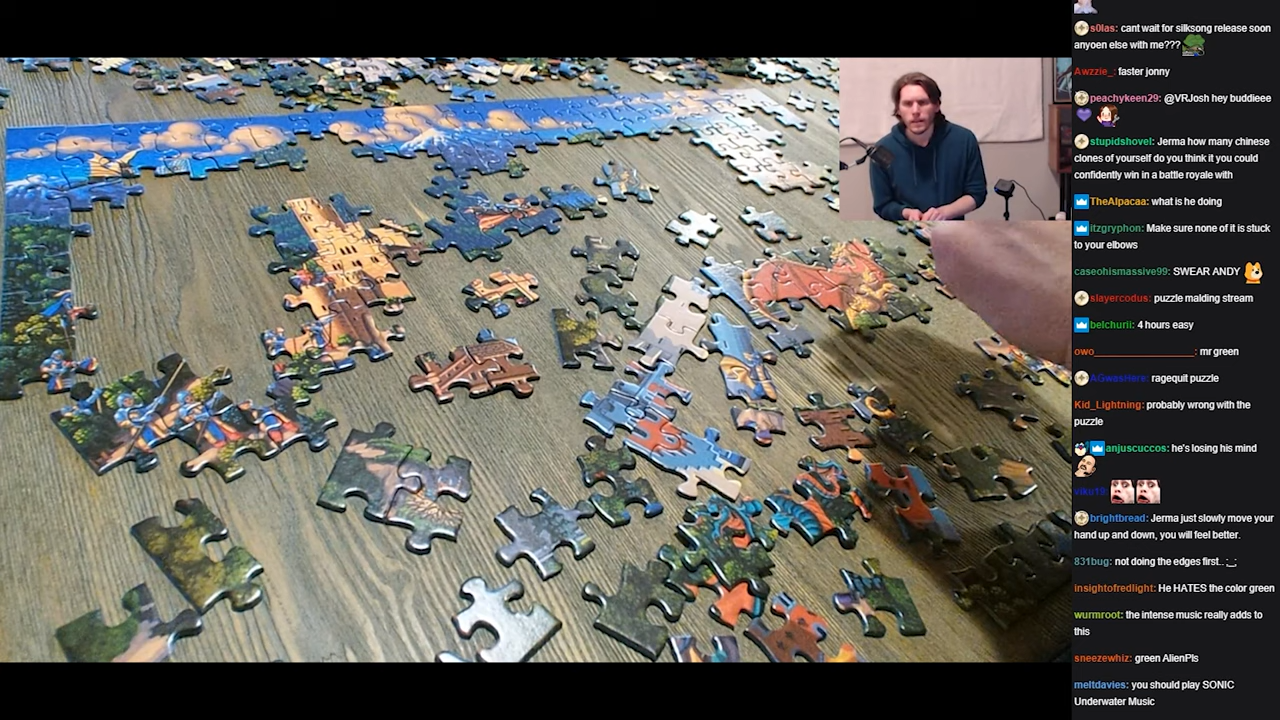 s0las: cant wait for silksong release soon
anyoen else with me???
Awzzie_: faster jonny
peachykeen29: @VRJosh hey buddieee
stupidshovel: Jerma how many chinese
clones of yourself do you think it you could
confidently win in a battle royale with
TheAlpacaa: what is he doing
itzgryphon: Make sure none of it is stuck
to your elbows
caseohismassive99: SWEAR ANDY
slayercodus: puzzle malding stream
belchurii: 4 hours easy
owo____________________: mr green
AGwasHere: ragequit puzzle
Kid_Lightning: probably wrong with the
puzzle
anjuscuccos: he's losing his mind
viku19:
brightbread: Jerma just slowly move your
hand up and down, you will feel better.
831bug: not doing the edges first.. ;_;
insightofredlight: He HATES the color green
wurmroot: the intense music really adds to
this
sneezewhiz: green AlienPls
meltdavies: you should play SONIC
Underwater Music